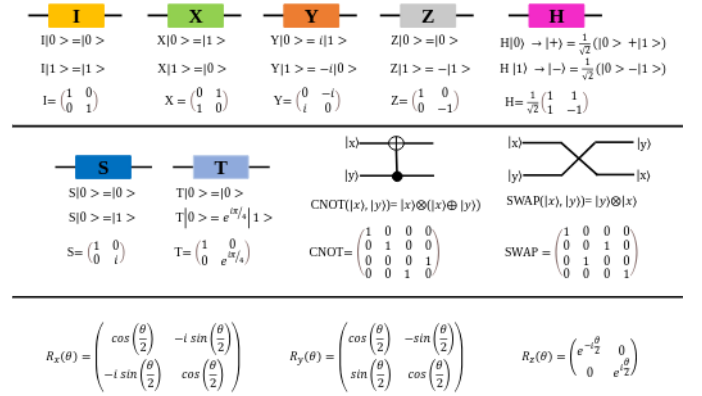 I X Y Z H
I|0 >=|0> X|0 >=|1 > Y|0 >= i|1 > Z|0 >=|0 > H|0⟩ → |+⟩ = 1/√2 (|0 > +|1 >)
I|1 >=|1> X|1 >=|0 > Y|1 >= −i|0 > Z|1 >= −|1 > H |1⟩ → |−⟩ = 1/√2 (|0 > −|1 >)
I= (1 0 0 1) X = (0 1 1 0) Y= (0 −i i 0) Z= (1 0 0 −1) H= 1/√2 (1 1 1 −1)
S T |x⟩ |y⟩ |x⟩ |y⟩ |y⟩ |x⟩
S|0 >=|0 > T|0 >=|0 > CNOT(|x⟩, |y⟩)= |x⟩⊗(|x⟩⊕ |y⟩) SWAP(|x⟩, |y⟩)= |y⟩⊗|x⟩
S|0 >=|1 > T|0 >= e^iπ/4| 1 >
S= (1 0 0 i) T= (1 0 0 e^iπ/4) CNOT= (1 0 0 0 0 1 0 0 0 0 0 1 0 0 1 0) SWAP = (1 0 0 0 0 0 1 0 0 1 0 0 0 0 0 1)
Rx(θ) = (cos(θ/2) −i sin(θ/2) −i sin(θ/2) cos(θ/2)) Ry(θ) = (cos(θ/2) −sin(θ/2) sin(θ/2) cos(θ/2)) Rz(θ) = (e^−iθ/2 0 0 e^iθ/2)